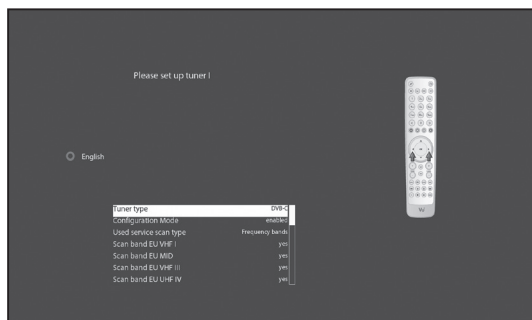 Please set up tuner I
English
Tuner type DVB-C
Configuration Mode enabled
Used service scan type Frequency bands
Scan band EU VHF I yes
Scan band EU MID yes
Scan band EU VHF III yes
Scan band EU UHF IV yes